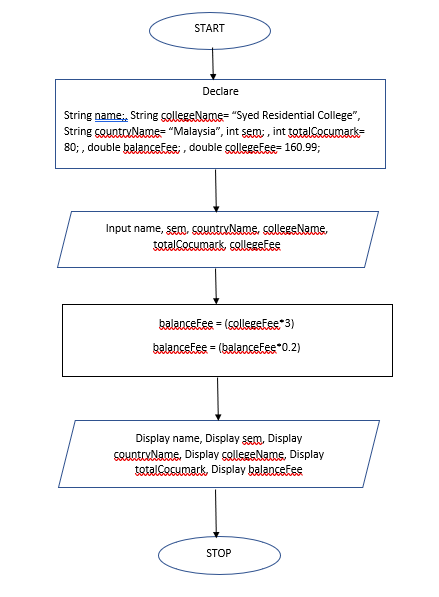 START
Declare
String name;, String collegeName= “Syed Residential College”,
String countryName= “Malaysia”, int sem; , int totalCocumark=
80; , double balanceFee; , double collegeFee= 160.99;
Input name, sem, countryName, collegeName,
totalCocumark, collegeFee
balanceFee = (collegeFee*3)
balanceFee = (balanceFee*0.2)
Display name, Display sem, Display
countryName, Display collegeName, Display
totalCocumark, Display balanceFee
STOP